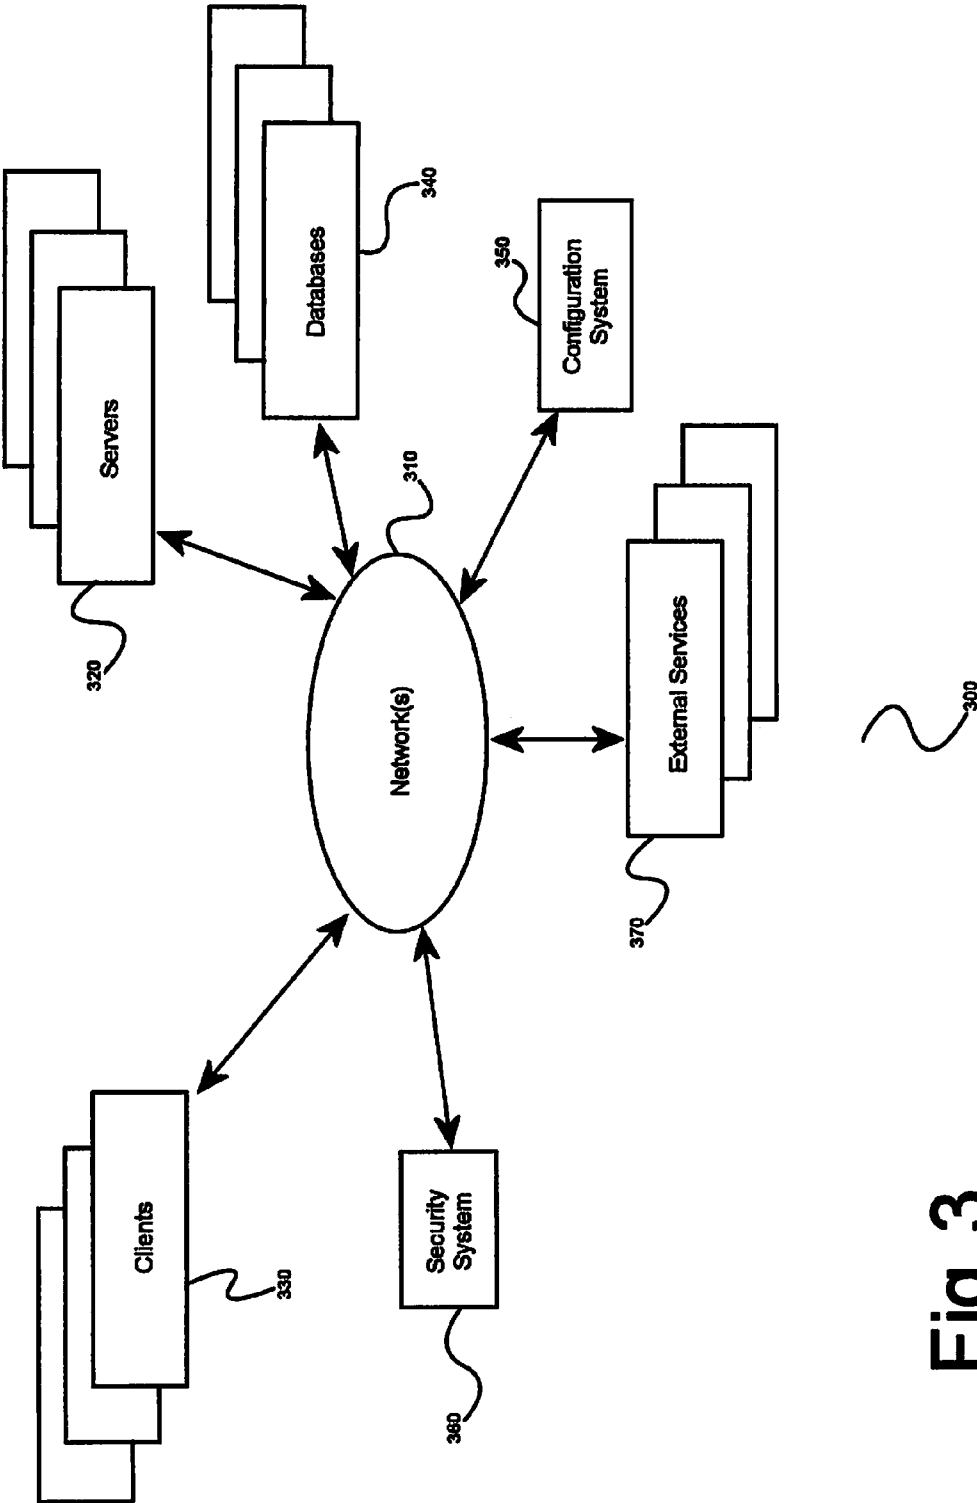 320
Servers
Clients
330
Databases
Network(s)
310
340
Security
System
360
350
Configuration
System
370
External Services
300
Fig. 3